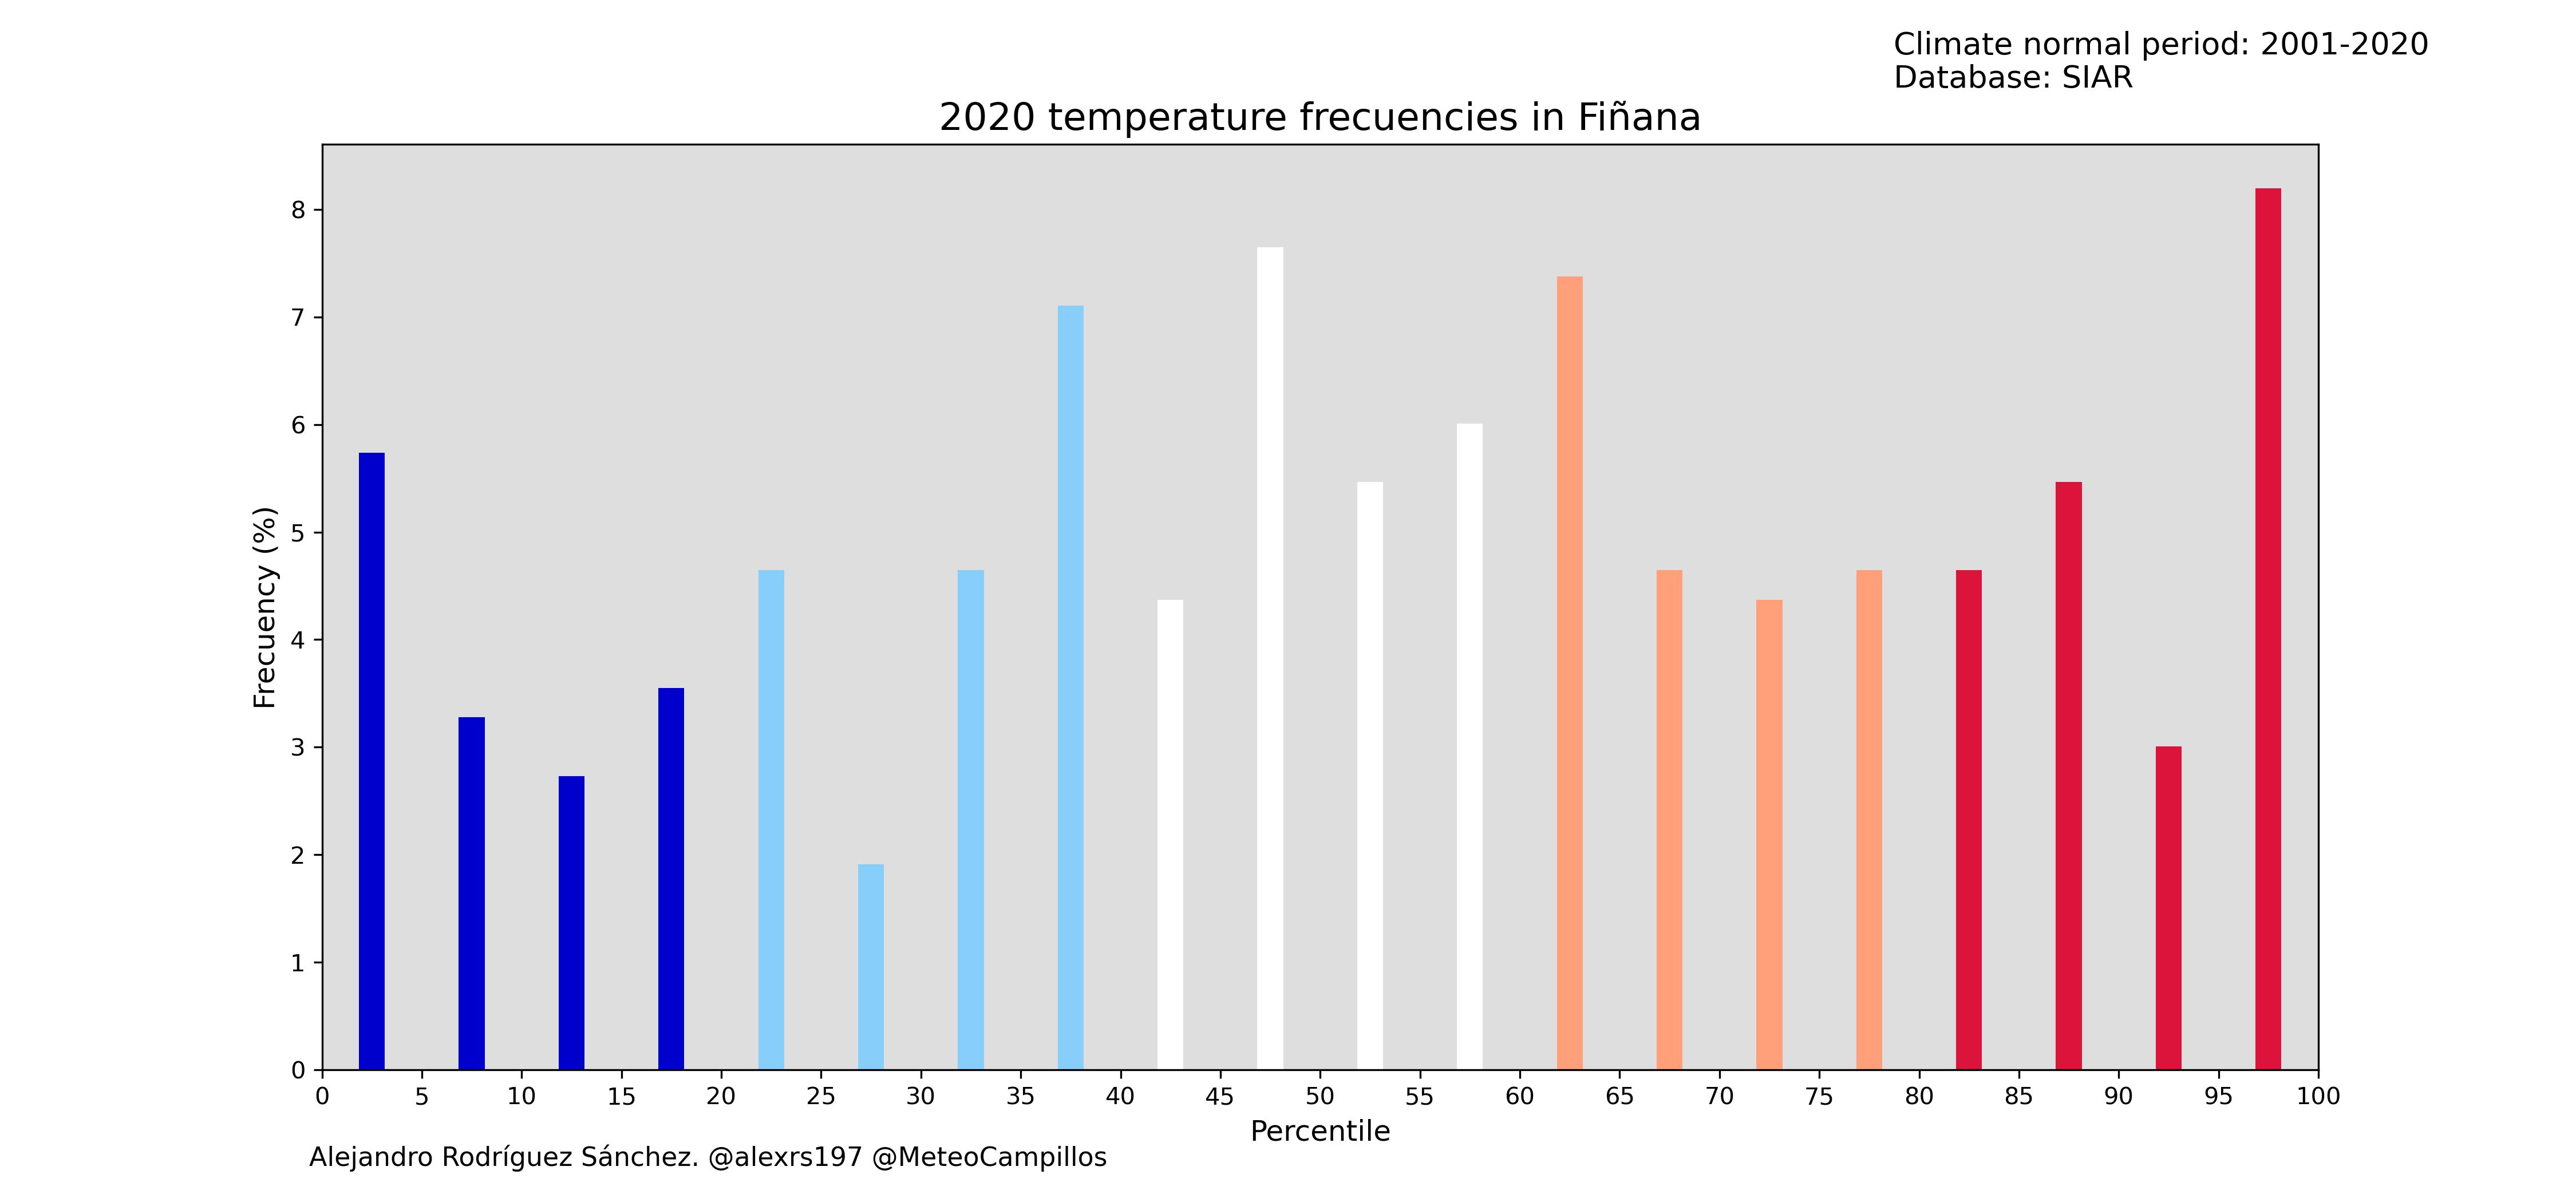 Climate normal period: 2001-2020
Database: SIAR
2020 temperature frecuencies in Fiñana
8
7
6
5
4
3
2
1
0
Frecuency (%)
0 5 10 15 20 25 30 35 40 45 50 55 60 65 70 75 80 85 90 95 100
Percentile
Alejandro Rodríguez Sánchez. @alexrs197 @MeteoCampillos